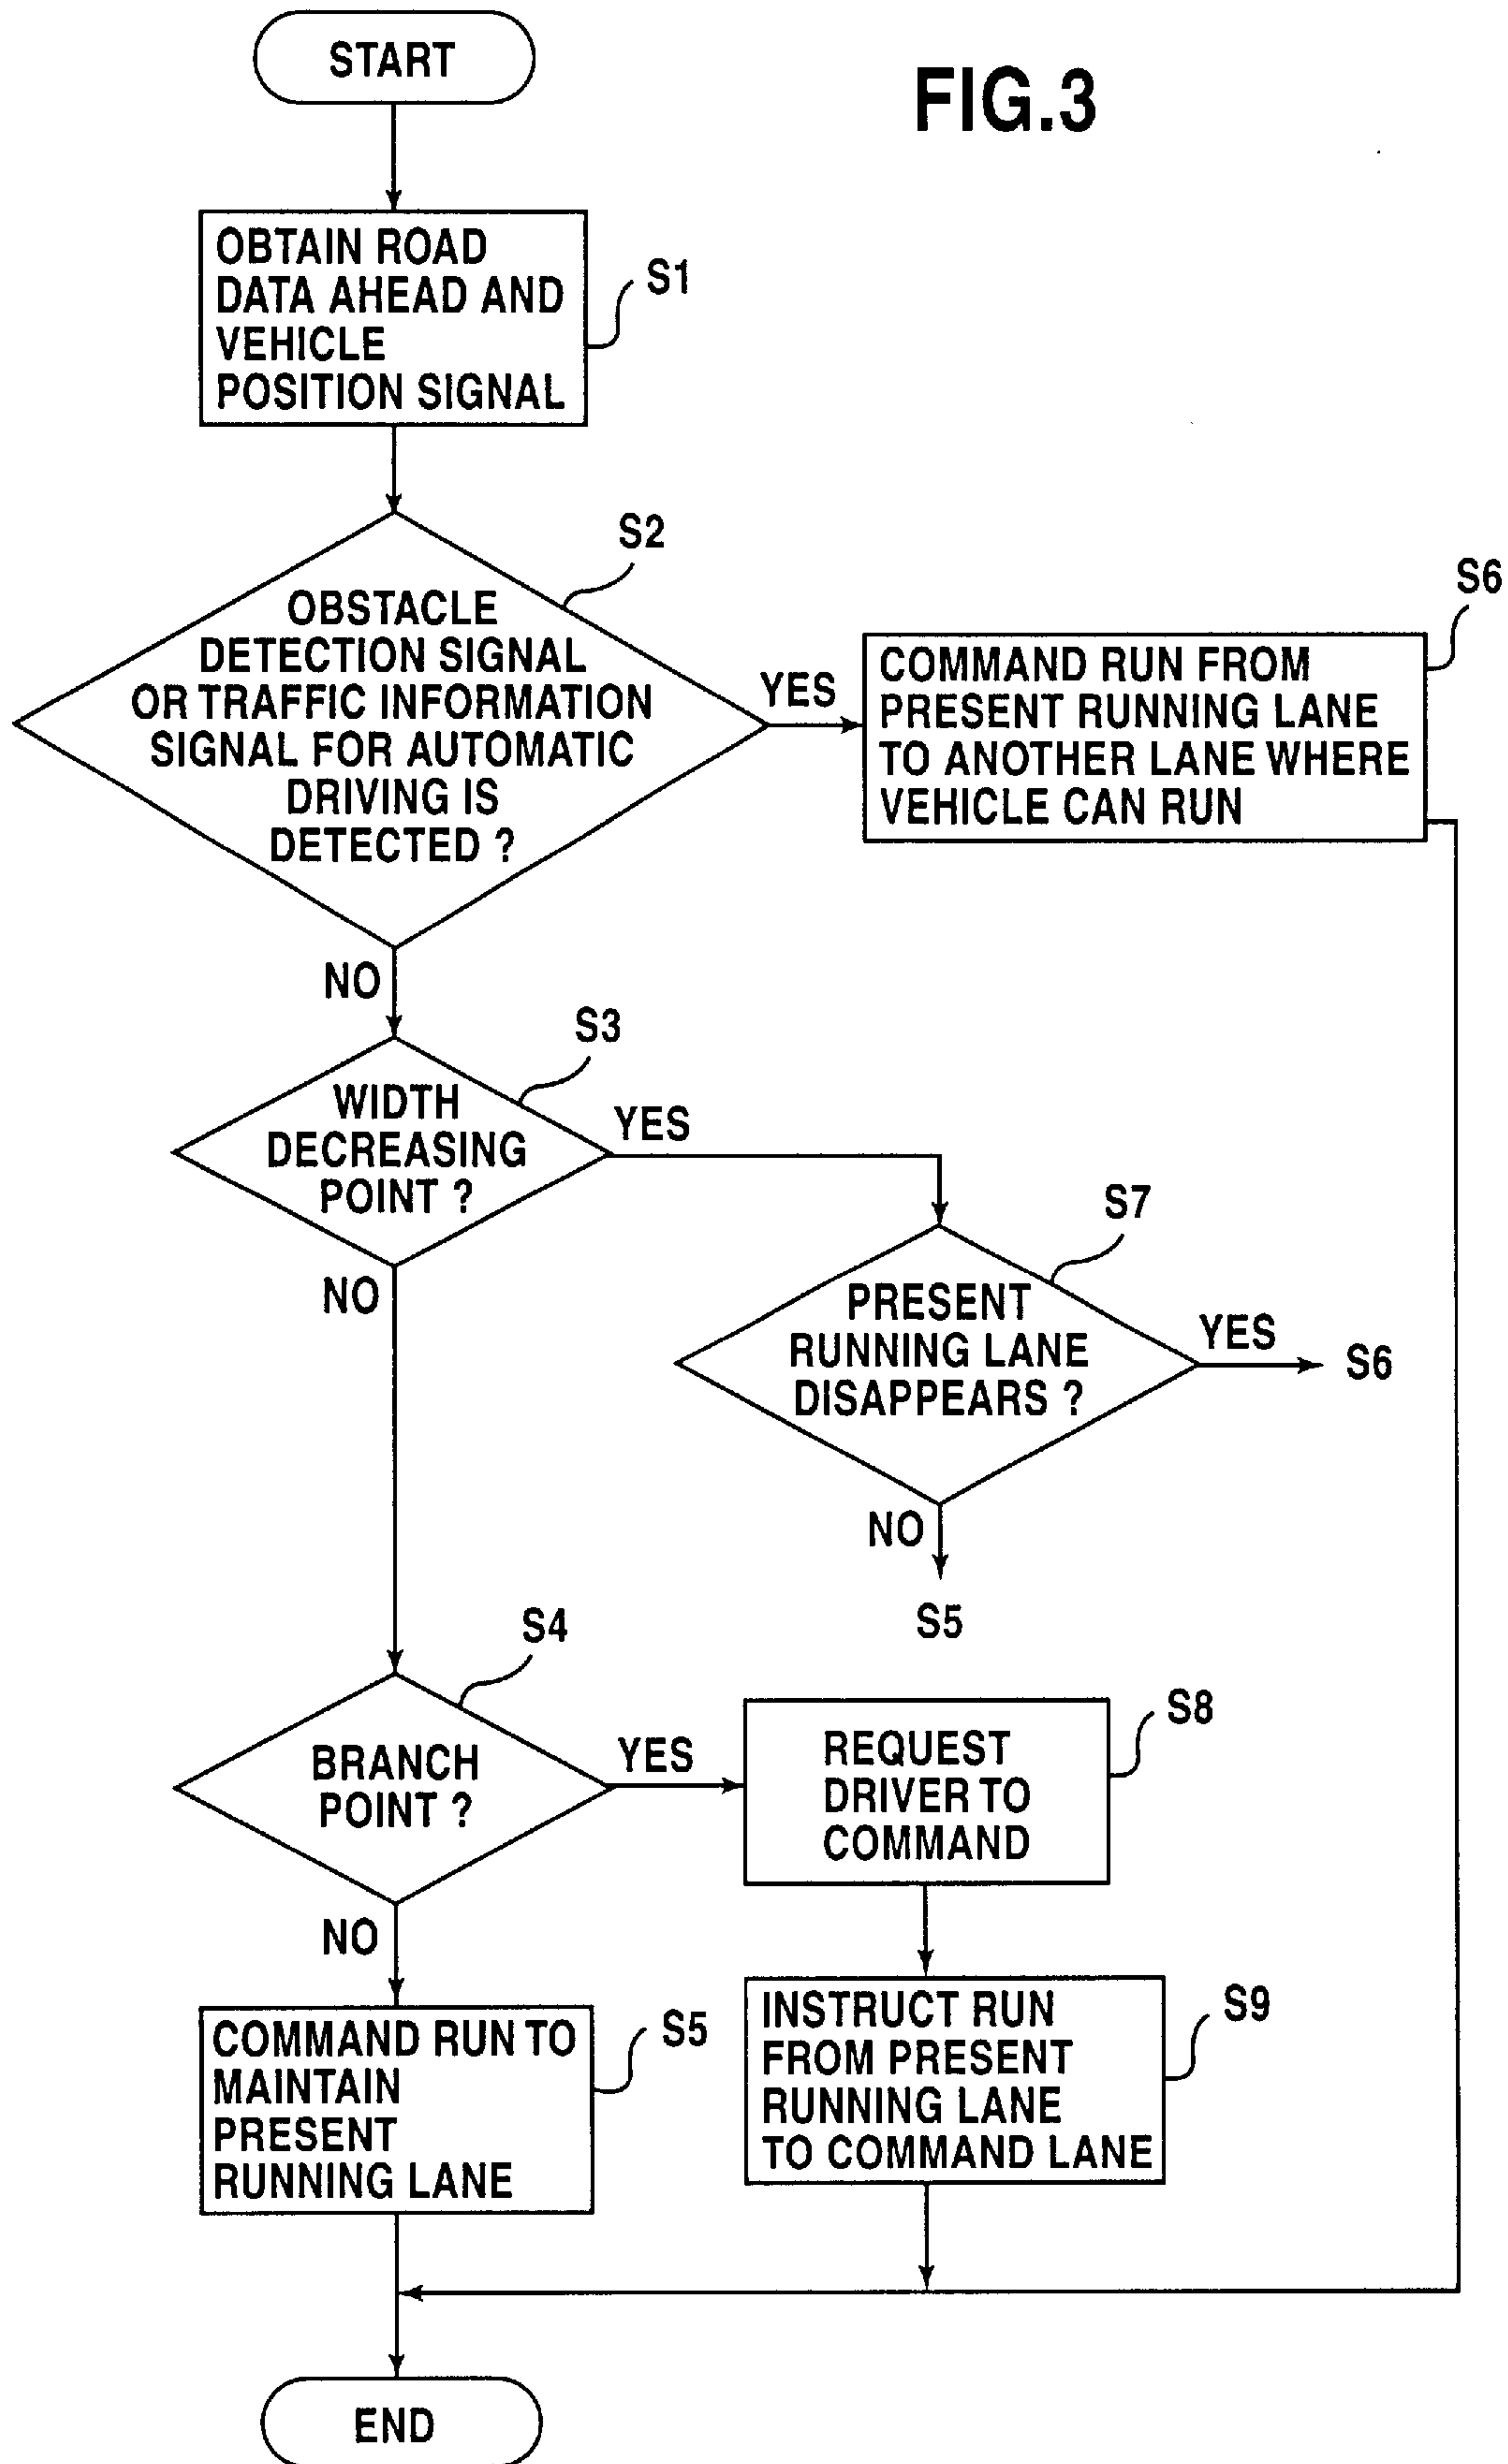 START
FIG.3
OBTAIN ROAD
DATA AHEAD AND
VEHICLE
POSITION SIGNAL
S1
S2
OBSTACLE
DETECTION SIGNAL
OR TRAFFIC INFORMATION
SIGNAL FOR AUTOMATIC
DRIVING IS
DETECTED ?
YES
S6
COMMAND RUN FROM
PRESENT RUNNING LANE
TO ANOTHER LANE WHERE
VEHICLE CAN RUN
NO
S3
WIDTH
DECREASING
POINT ?
YES
NO
S7
PRESENT
RUNNING LANE
DISAPPEARS ?
YES
S6
NO
S5
S4
BRANCH
POINT ?
YES
S8
REQUEST
DRIVER TO
COMMAND
NO
COMMAND RUN TO
MAINTAIN
PRESENT
RUNNING LANE
S5
INSTRUCT RUN
FROM PRESENT
RUNNING LANE
TO COMMAND LANE
S9
END